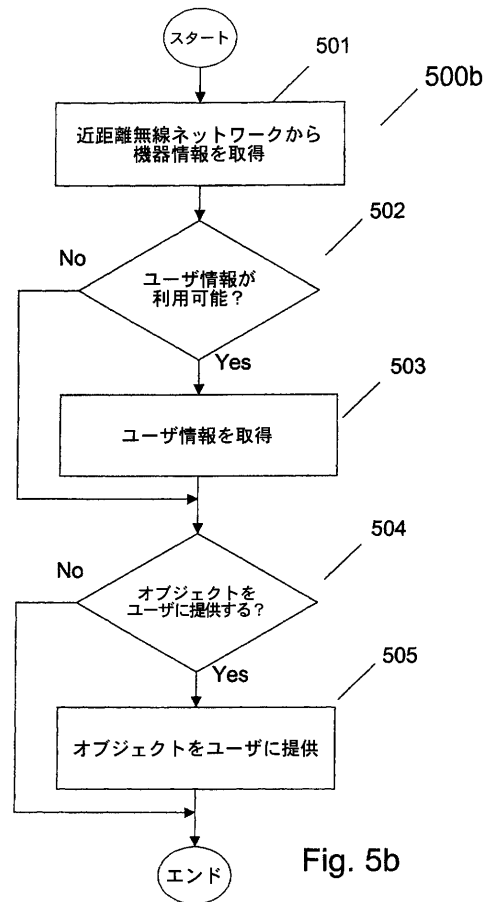 スタート
501
500b
近距離無線ネットワークから
機器情報を取得
502
No
ユーザ情報が
利用可能？
Yes
503
ユーザ情報を取得
504
No
オブジェクトを
ユーザに提供する？
Yes
505
オブジェクトをユーザに提供
エンド
Fig. 5b